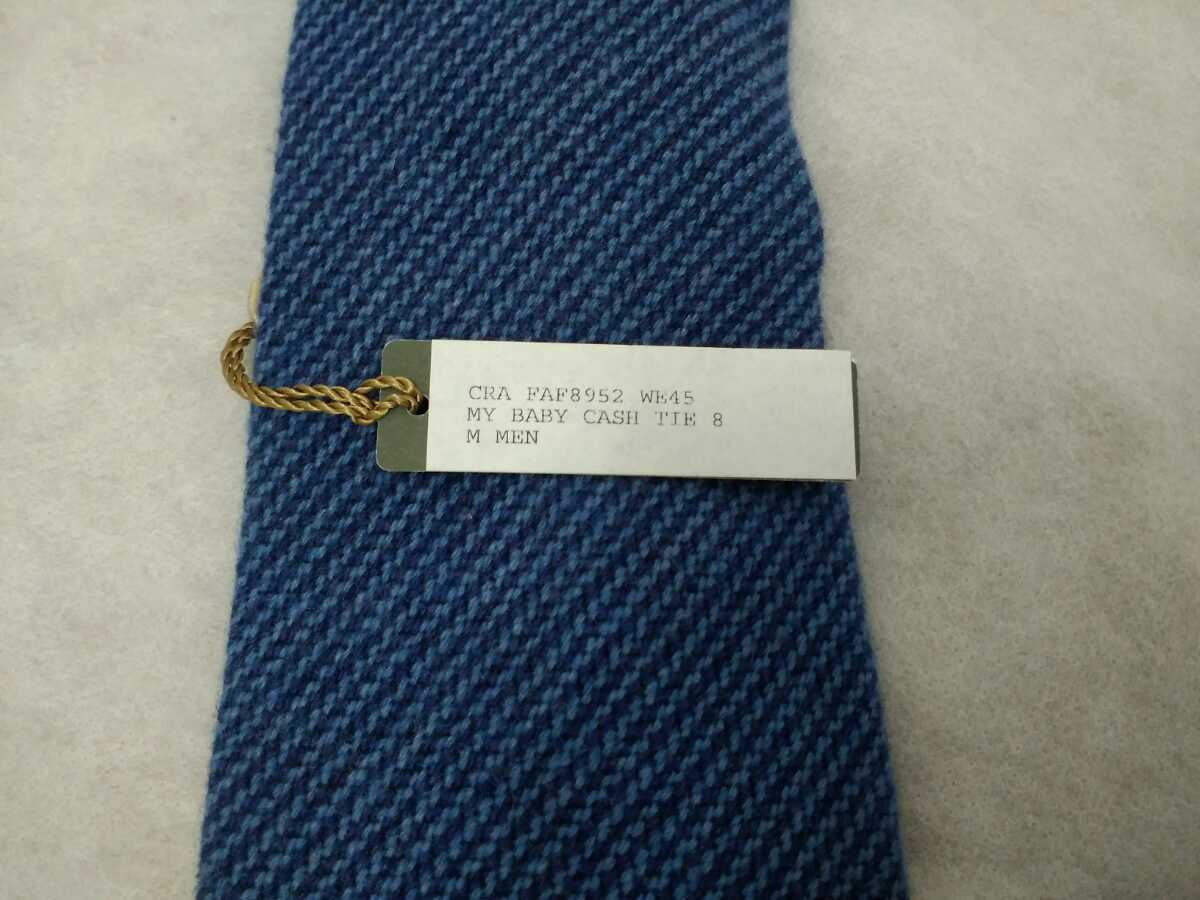 CRA FAF8952 WE45
MY BABY CASH TIE 8
M MEN